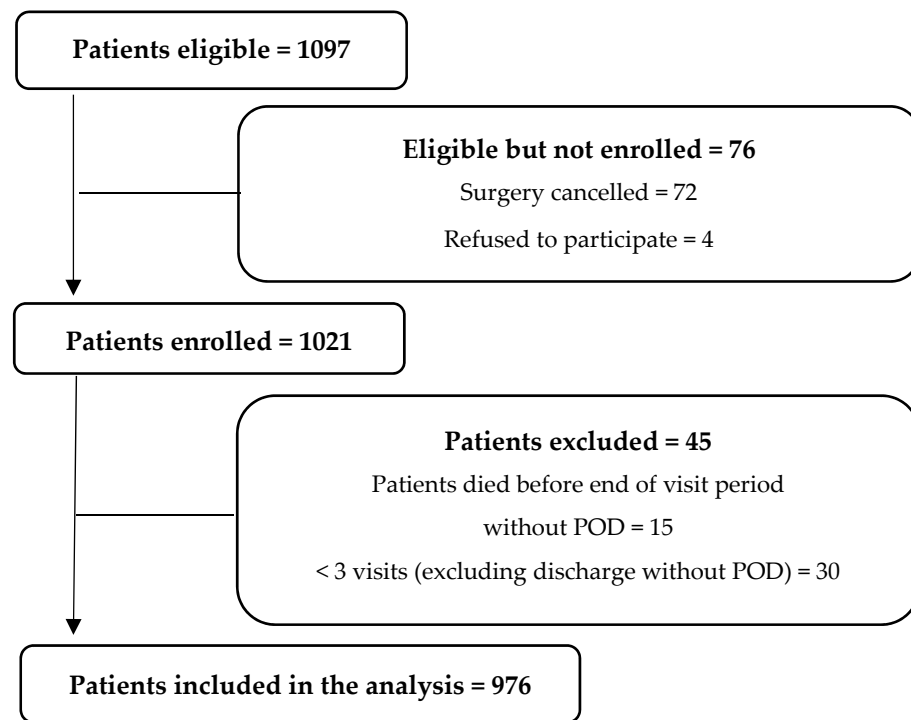 Patients eligible = 1097
Eligible but not enrolled = 76
Surgery cancelled = 72
Refused to participate = 4
Patients enrolled = 1021
Patients excluded = 45
Patients died before end of visit period
without POD = 15
< 3 visits (excluding discharge without POD) = 30
Patients included in the analysis = 976